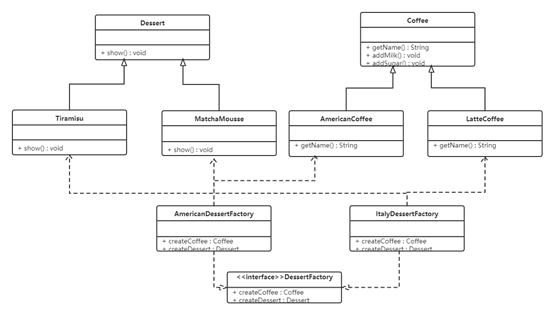 Dessert
+ show() : void
Coffee
+ getName() : String
+ addMilk() : void
+ addSugar() : void
Tiramisu
+ show() : void
MatchaMousse
+ show() : void
AmericanCoffee
+ getName() : String
LatteCoffee
+ getName() : String
AmericanDessertFactory
+ createCoffee : Coffee
+ createDessert : Dessert
ItalyDessertFactory
+ createCoffee : Coffee
+ createDessert : Dessert
<<interface>>DessertFactory
+ createCoffee : Coffee
+ createDessert : Dessert